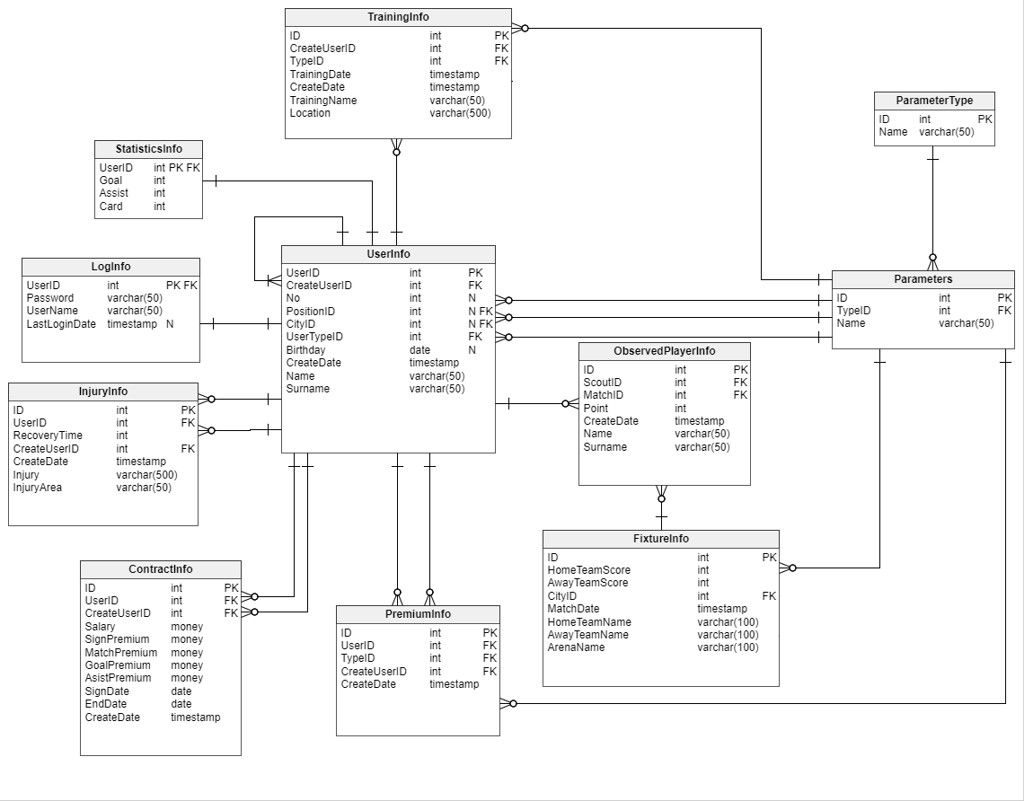 TrainingInfo
ID int PK
CreateUserID int FK
TypeID int FK
TrainingDate timestamp
CreateDate timestamp
TrainingName varchar(50)
Location varchar(500)
ParameterType
ID int PK
Name varchar(50)
StatisticsInfo
UserID int PK FK
Goal int
Assist int
Card int
UserInfo
UserID int PK
CreateUserID int FK
No int N
PositionID int N FK
CityID int N FK
UserTypeID int FK
Birthday date N
CreateDate timestamp
Name varchar(50)
Surname varchar(50)
LogInfo
UserID int PK FK
Password varchar(50)
UserName varchar(50)
LastLoginDate timestamp N
Parameters
ID int PK
TypeID int FK
Name varchar(50)
ObservedPlayerInfo
ID int PK
ScoutID int FK
MatchID int FK
Point int
CreateDate timestamp
Name varchar(50)
Surname varchar(50)
InjuryInfo
ID int PK
UserID int FK
RecoveryTime int
CreateUserID int FK
CreateDate timestamp
Injury varchar(500)
InjuryArea varchar(50)
FixtureInfo
ID int PK
HomeTeamScore int
AwayTeamScore int
CityID int FK
MatchDate timestamp
HomeTeamName varchar(100)
AwayTeamName varchar(100)
ArenaName varchar(100)
ContractInfo
ID int PK
UserID int FK
CreateUserID int FK
Salary money
SignPremium money
MatchPremium money
GoalPremium money
AsistPremium money
SignDate date
EndDate date
CreateDate timestamp
PremiumInfo
ID int PK
UserID int FK
TypeID int FK
CreateUserID int FK
CreateDate timestamp